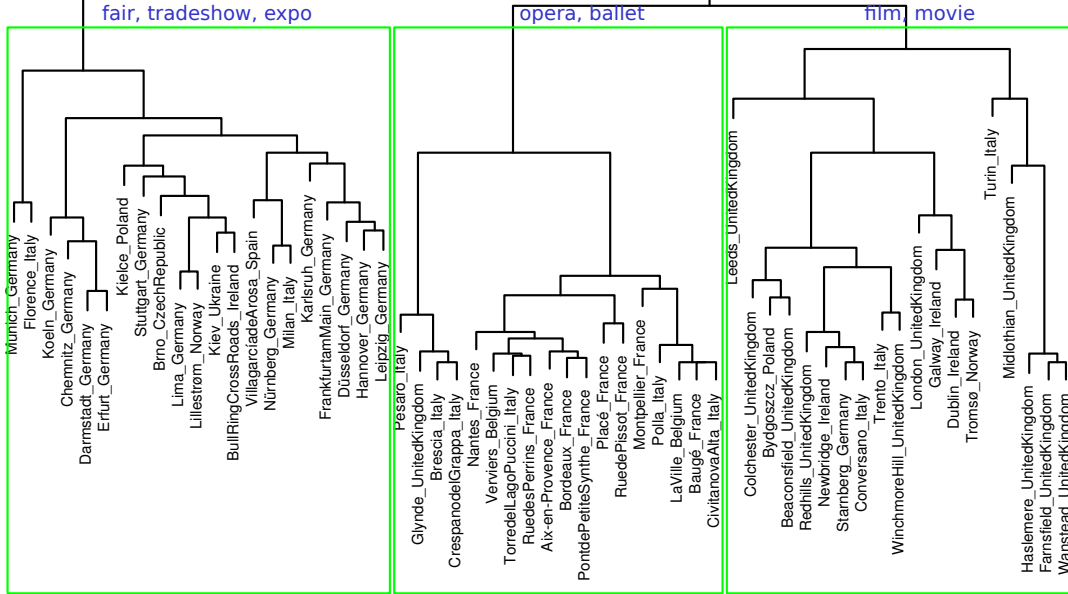 fair, tradeshow, expo
opera, ballet
film, movie
Munich_Germany
Florence_Italy
Koeln_Germany
Chemnitz_Germany
Darmstadt_Germany
Erfurt_Germany
Kielce_Poland
Stuttgart_Germany
Brno_CzechRepublic
Lima_Germany
Lillestrøm_Norway
Kiev_Ukraine
BullRingCrossRoads_Ireland
VillagarcíadeArosa_Spain
Nürnberg_Germany
Milan_Italy
Karlsruh_Germany
FrankfurtamMain_Germany
Düsseldorf_Germany
Hannover_Germany
Leipzig_Germany
Pesaro_Italy
Glynde_UnitedKingdom
Brescia_Italy
CrespanodelGrappa_Italy
Nantes_France
Verviers_Belgium
TorredelLagoPuccini_Italy
RuedesPerrins_France
Aix-en-Provence_France
Bordeaux_France
PontdePetiteSynthe_France
Placé_France
RuedePissot_France
Montpellier_France
Polla_Italy
LaVille_Belgium
Baugé_France
CivitanovaAlta_Italy
Leeds_UnitedKingdom
Colchester_UnitedKingdom
Bydgoszcz_Poland
Beaconsfield_UnitedKingdom
Redhills_UnitedKingdom
Newbridge_Ireland
Starnberg_Germany
Conversano_Italy
Trento_Italy
WinchmoreHill_UnitedKingdom
London_UnitedKingdom
Galway_Ireland
Dublin_Ireland
Tromsø_Norway
Turin_Italy
Midlothian_UnitedKingdom
Haslemere_UnitedKingdom
Farnsfield_UnitedKingdom
Wanstead_UnitedKingdom